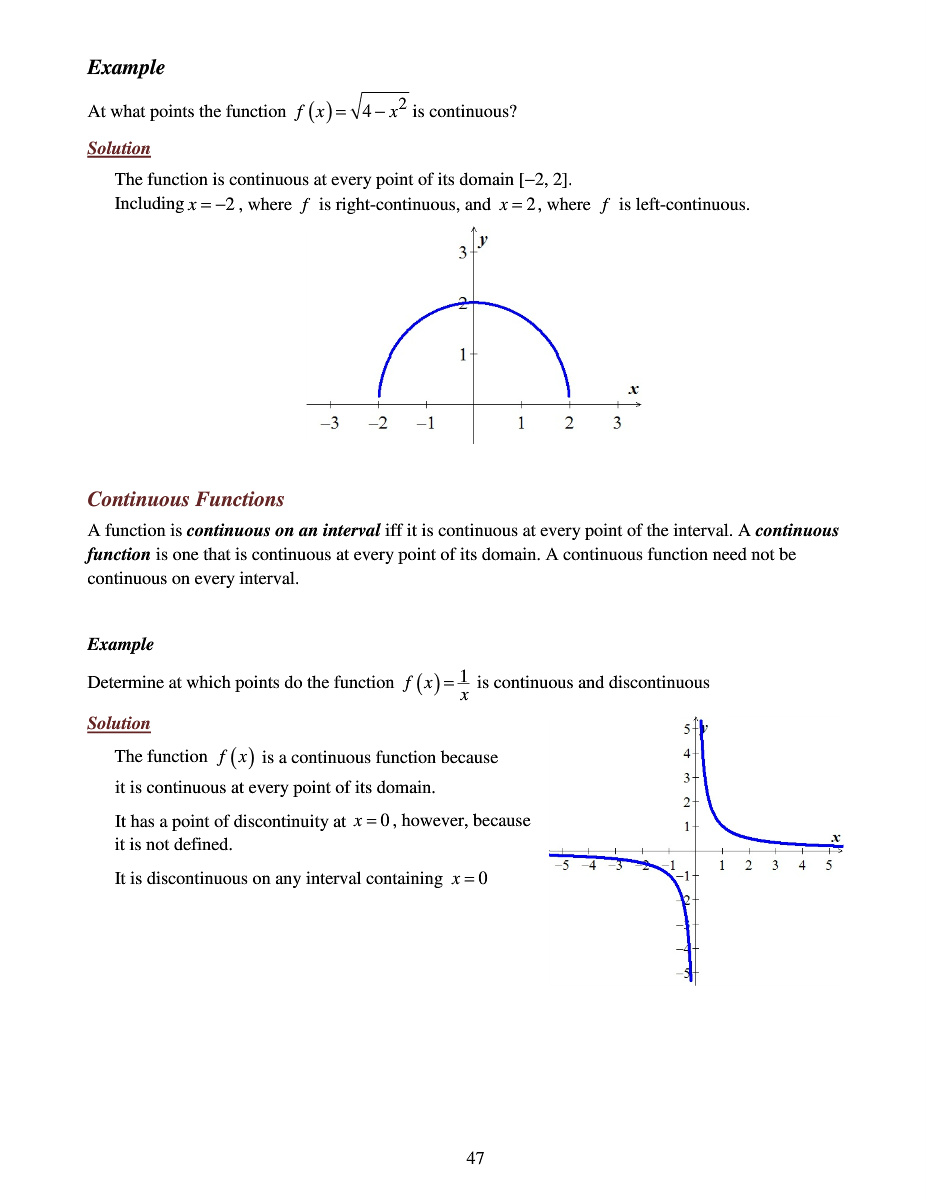 Example
At what points the function f(x) = √(4 − x²) is continuous?
Solution
The function is continuous at every point of its domain [−2, 2].
Including x = −2, where f is right-continuous, and x = 2, where f is left-continuous.
y
3
2
1
x
−3 −2 −1 1 2 3
Continuous Functions
A function is continuous on an interval iff it is continuous at every point of the interval. A continuous
function is one that is continuous at every point of its domain. A continuous function need not be
continuous on every interval.
Example
Determine at which points do the function f(x) = 1/x is continuous and discontinuous
Solution
The function f(x) is a continuous function because
it is continuous at every point of its domain.
It has a point of discontinuity at x = 0, however, because
it is not defined.
It is discontinuous on any interval containing x = 0
5 y
4
3
2
1
x
−5 −4 −3 −2 −1 1 2 3 4 5
−1
−2
−3
−4
−5
47